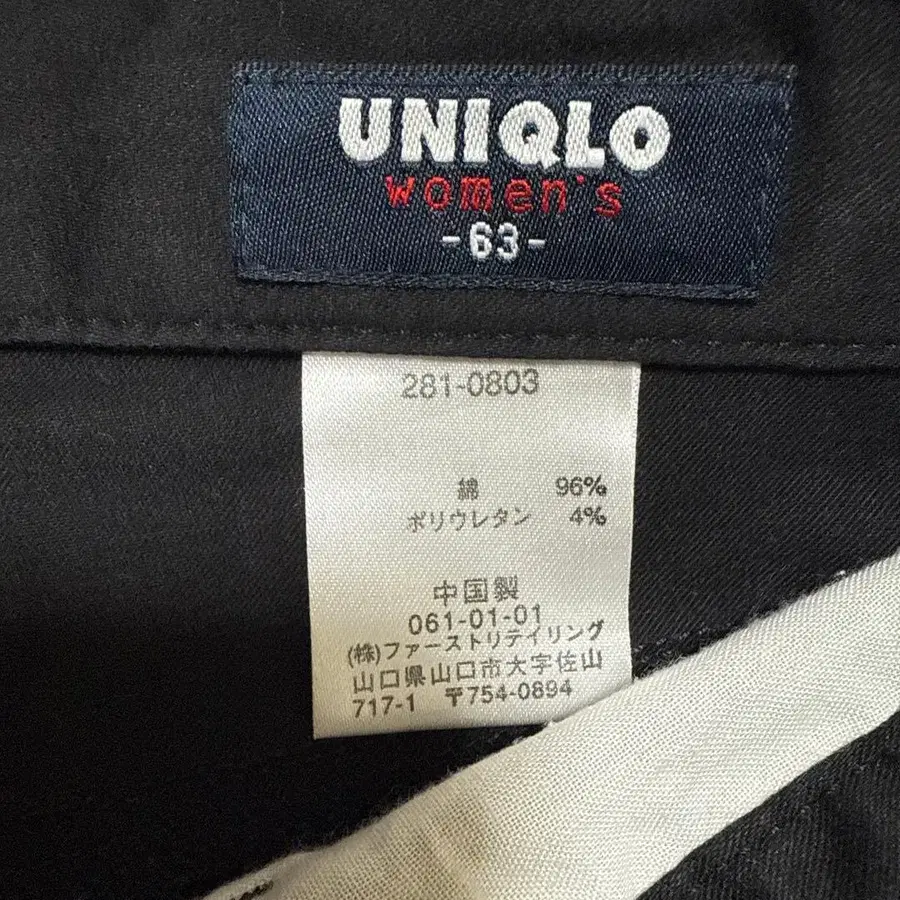 UNIQLO
women's
-63-
281-0803
綿 96%
ポリウレタン 4%
中国製
061-01-01
(株)ファーストリテイリング
山口県山口市大字佐山
717-1 〒754-0894